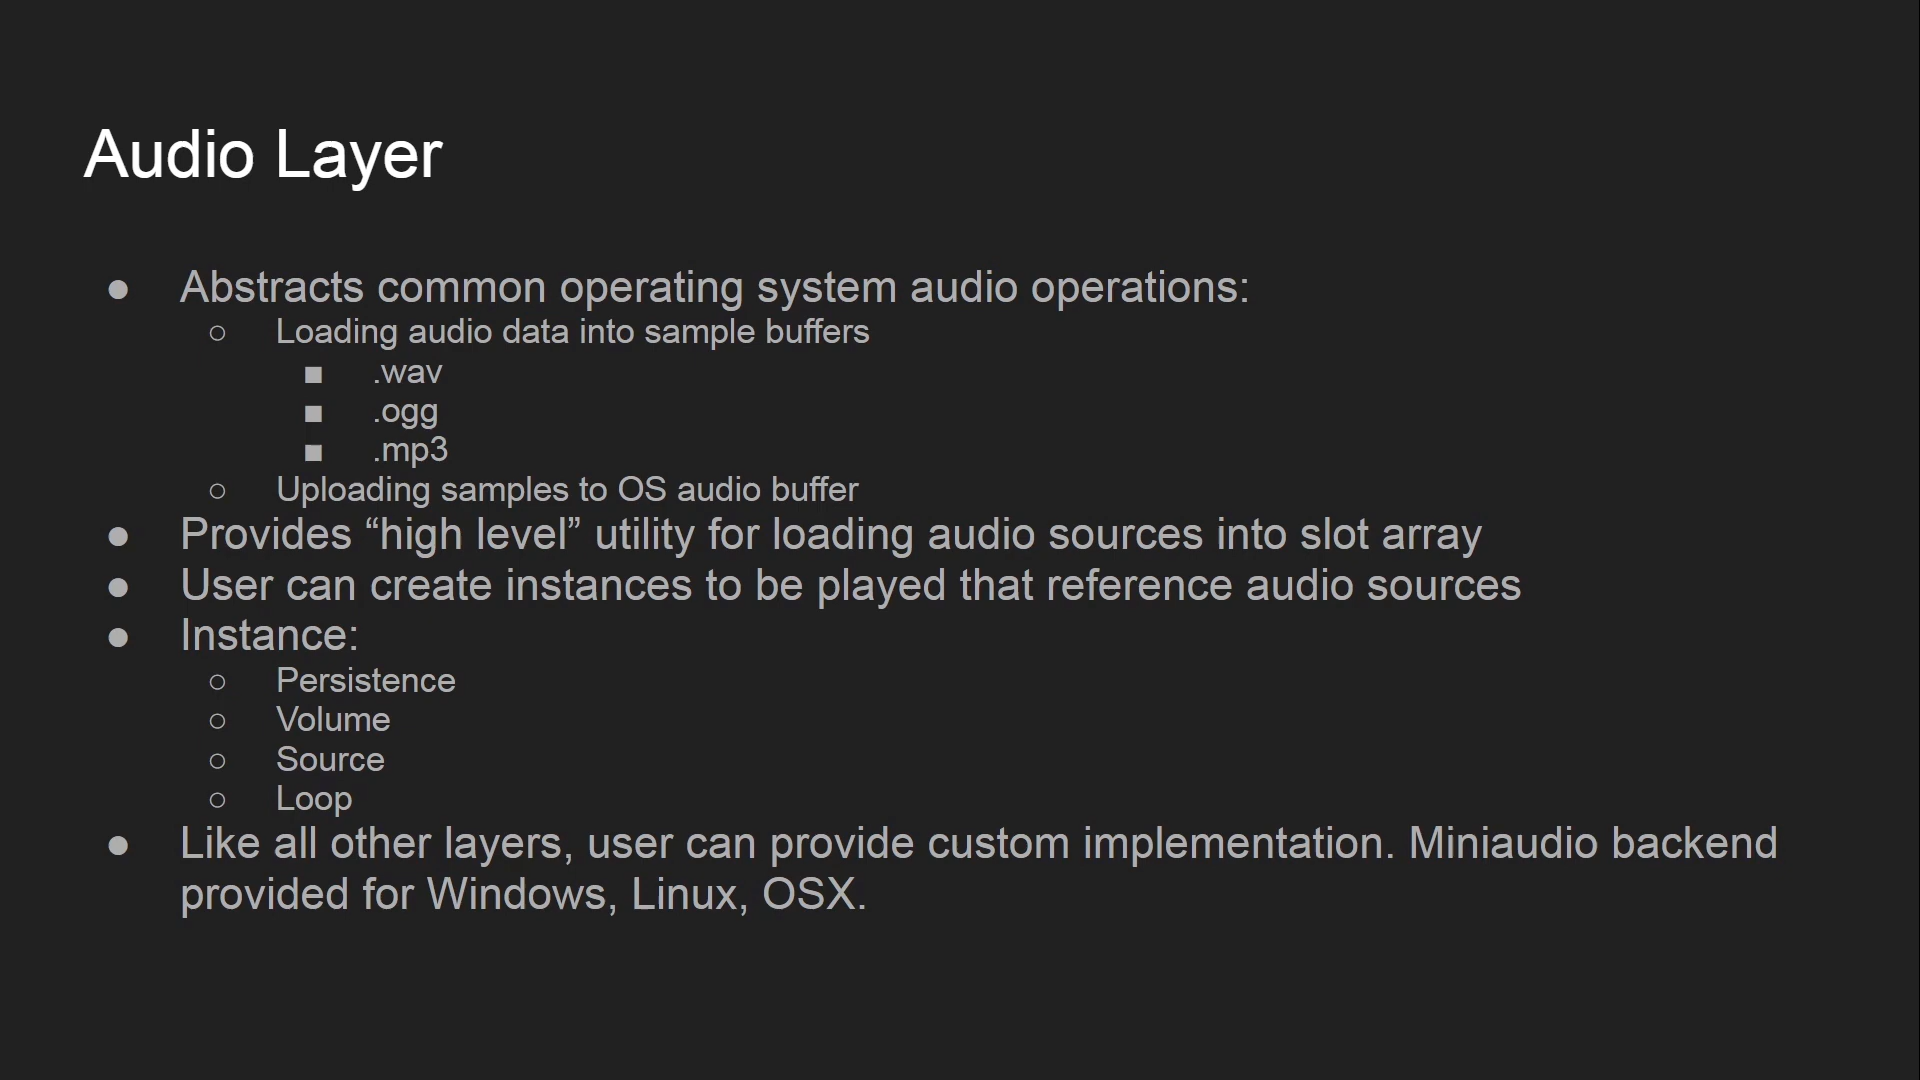 Audio Layer
● Abstracts common operating system audio operations:
○ Loading audio data into sample buffers
■ .wav
■ .ogg
■ .mp3
○ Uploading samples to OS audio buffer
● Provides “high level” utility for loading audio sources into slot array
● User can create instances to be played that reference audio sources
● Instance:
○ Persistence
○ Volume
○ Source
○ Loop
● Like all other layers, user can provide custom implementation. Miniaudio backend
provided for Windows, Linux, OSX.